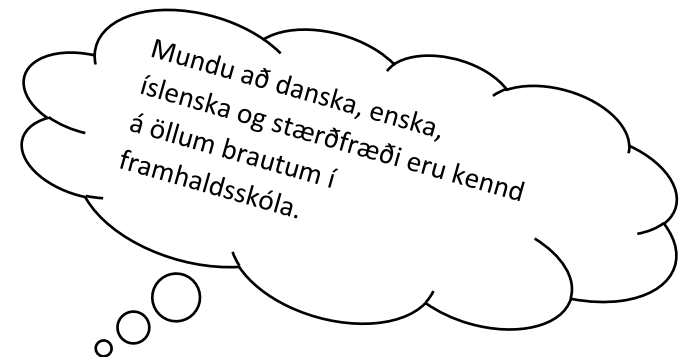 Mundu að danska, enska,
íslenska og stærðfræði eru kennd
á öllum brautum í
framhaldsskóla.